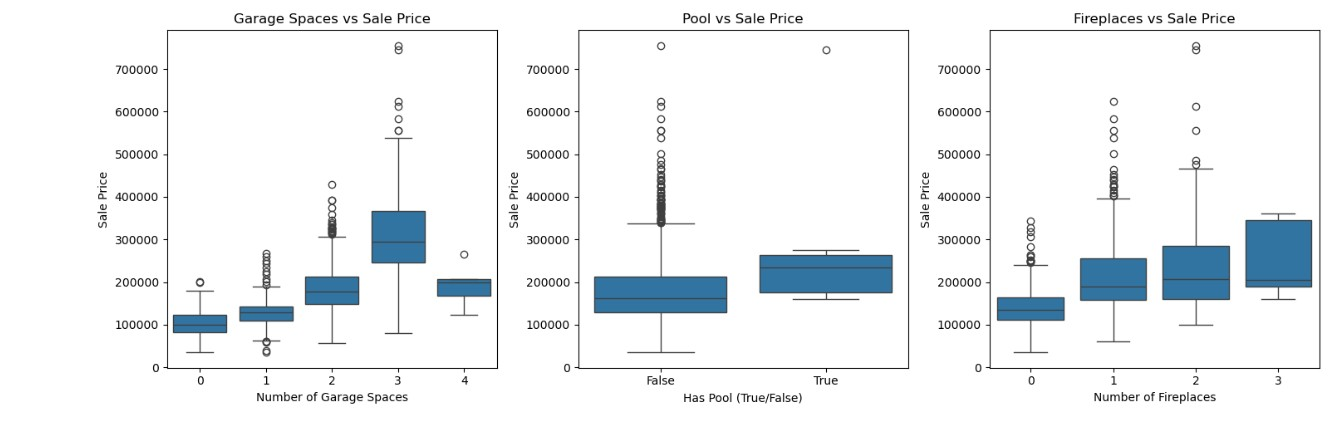 Garage Spaces vs Sale Price
700000
600000
500000
400000
300000
200000
100000
0
Sale Price
0 1 2 3 4
Number of Garage Spaces
Pool vs Sale Price
700000
600000
500000
400000
300000
200000
100000
0
Sale Price
False True
Has Pool (True/False)
Fireplaces vs Sale Price
700000
600000
500000
400000
300000
200000
100000
0
Sale Price
0 1 2 3
Number of Fireplaces